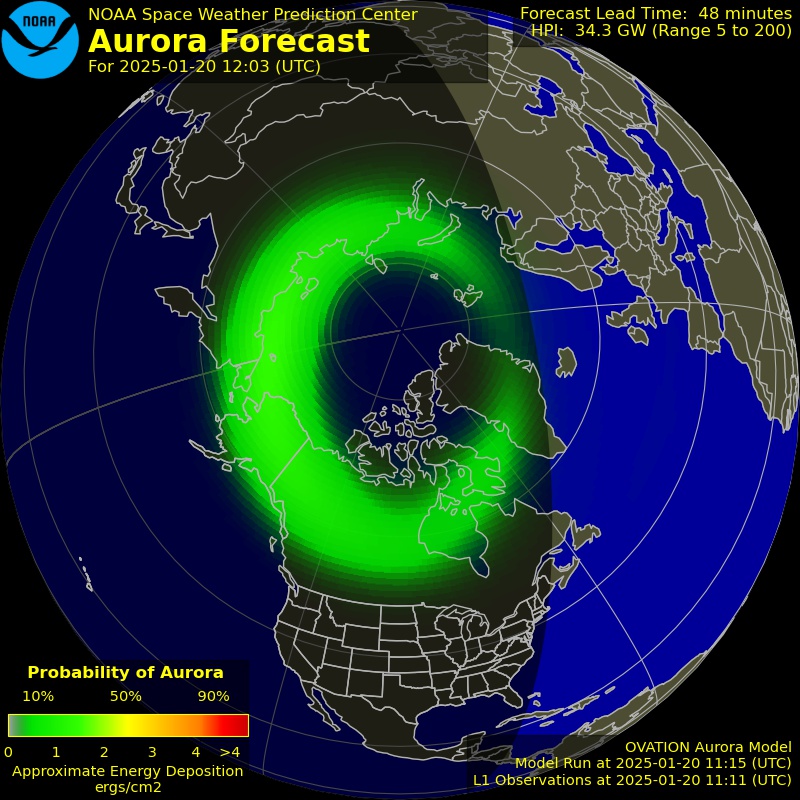 NOAA
NOAA Space Weather Prediction Center
Aurora Forecast
For 2025-01-20 12:03 (UTC)
Forecast Lead Time: 48 minutes
HPI: 34.3 GW (Range 5 to 200)
Probability of Aurora
10% 50% 90%
0 1 2 3 4 >4
Approximate Energy Deposition
ergs/cm2
OVATION Aurora Model
Model Run at 2025-01-20 11:15 (UTC)
L1 Observations at 2025-01-20 11:11 (UTC)